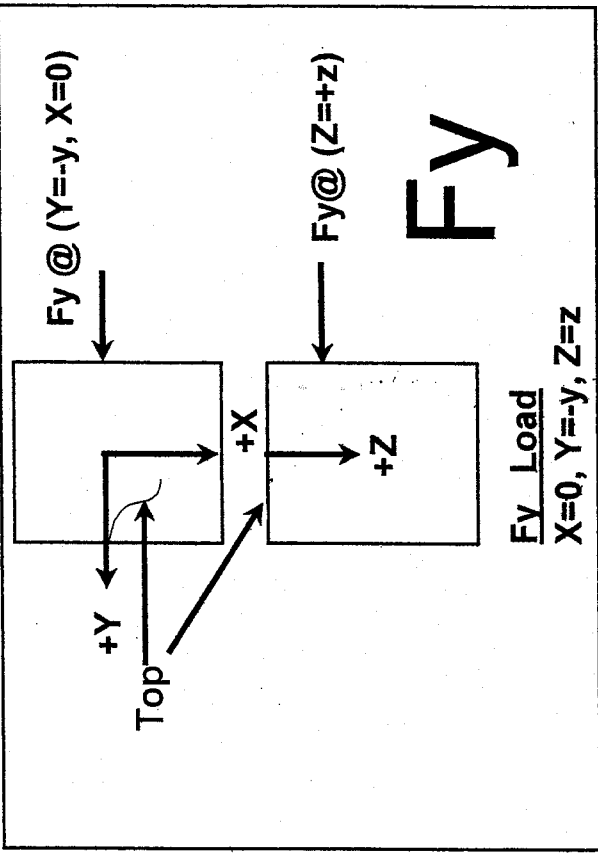 Fy @ (Y=-y, X=0)
+Y
+X
Top
Fy@ (Z=+z)
+Z
Fy
Fy Load
X=0, Y=-y, Z=z